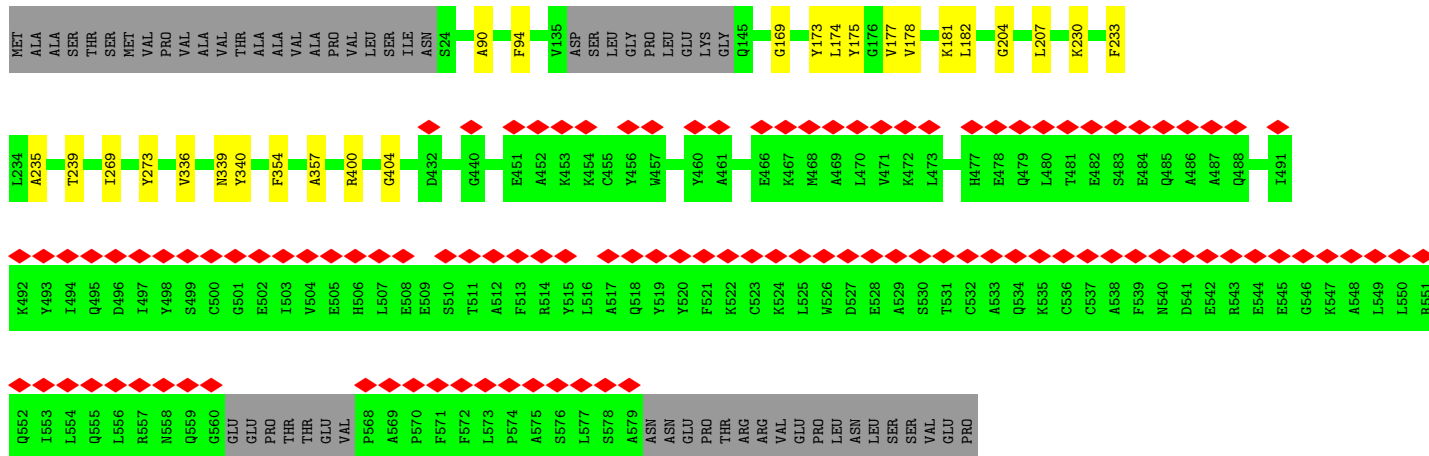 MET ALA ALA SER THR SER MET VAL PRO VAL ALA VAL THR ALA ALA VAL ALA PRO VAL LEU SER ILE ASN S24 A90 F94 V135 ASP SER LEU GLY PRO LEU GLU LYS GLY Q145 G169 Y173 L174 Y175 G176 V177 V178 K181 L182 G204 L207 K230 F233
L234 A235 T239 I269 Y273 V336 N339 Y340 F354 A357 R400 G404 D432 G440 E451 A452 K453 K454 C455 Y456 W457 Y460 A461 E466 K467 M468 A469 L470 V471 K472 L473 H477 E478 Q479 L480 T481 E482 S483 E484 Q485 A486 A487 Q488 I491
K492 Y493 I494 Q495 D496 I497 Y498 S499 C500 G501 E502 I503 V504 E505 H506 L507 E508 E509 S510 T511 A512 F513 R514 Y515 L516 A517 Q518 Y519 Y520 F521 K522 C523 K524 L525 W526 D527 E528 A529 S530 T531 C532 A533 Q534 K535 C536 C537 A538 F539 N540 D541 E542 R543 E544 E545 G546 K547 A548 L549 L550 R551
Q552 I553 L554 Q555 L556 R557 N558 Q559 G560 GLU GLU PRO THR THR GLU VAL P568 A569 P570 F571 F572 L573 P574 A575 S576 L577 S578 A579 ASN ASN GLU PRO THR ARG ARG VAL GLU PRO LEU ASN LEU SER SER VAL GLU PRO